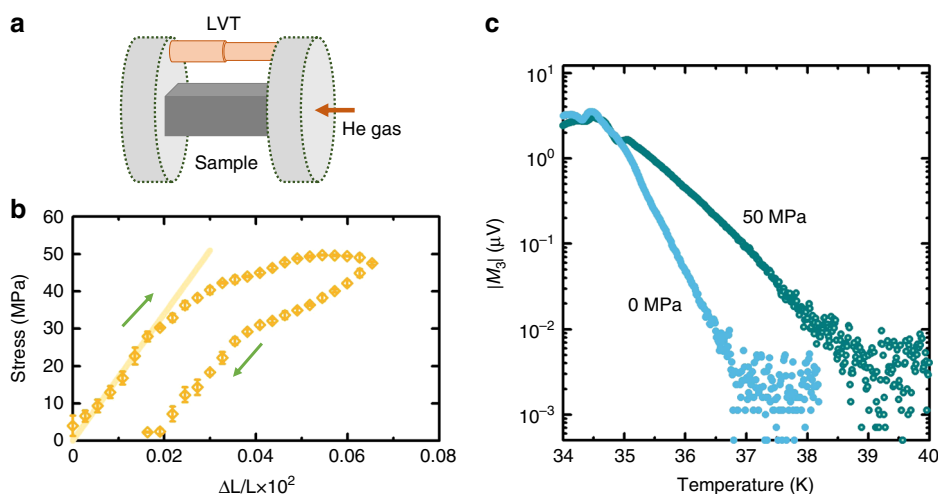 a
LVT
He gas
Sample
b
60
50
40
30
20
10
0
Stress (MPa)
0
0.02
0.04
0.06
0.08
ΔL/L×10²
c
10¹
10⁰
10⁻¹
10⁻²
10⁻³
|M₃| (μV)
50 MPa
0 MPa
34
35
36
37
38
39
40
Temperature (K)